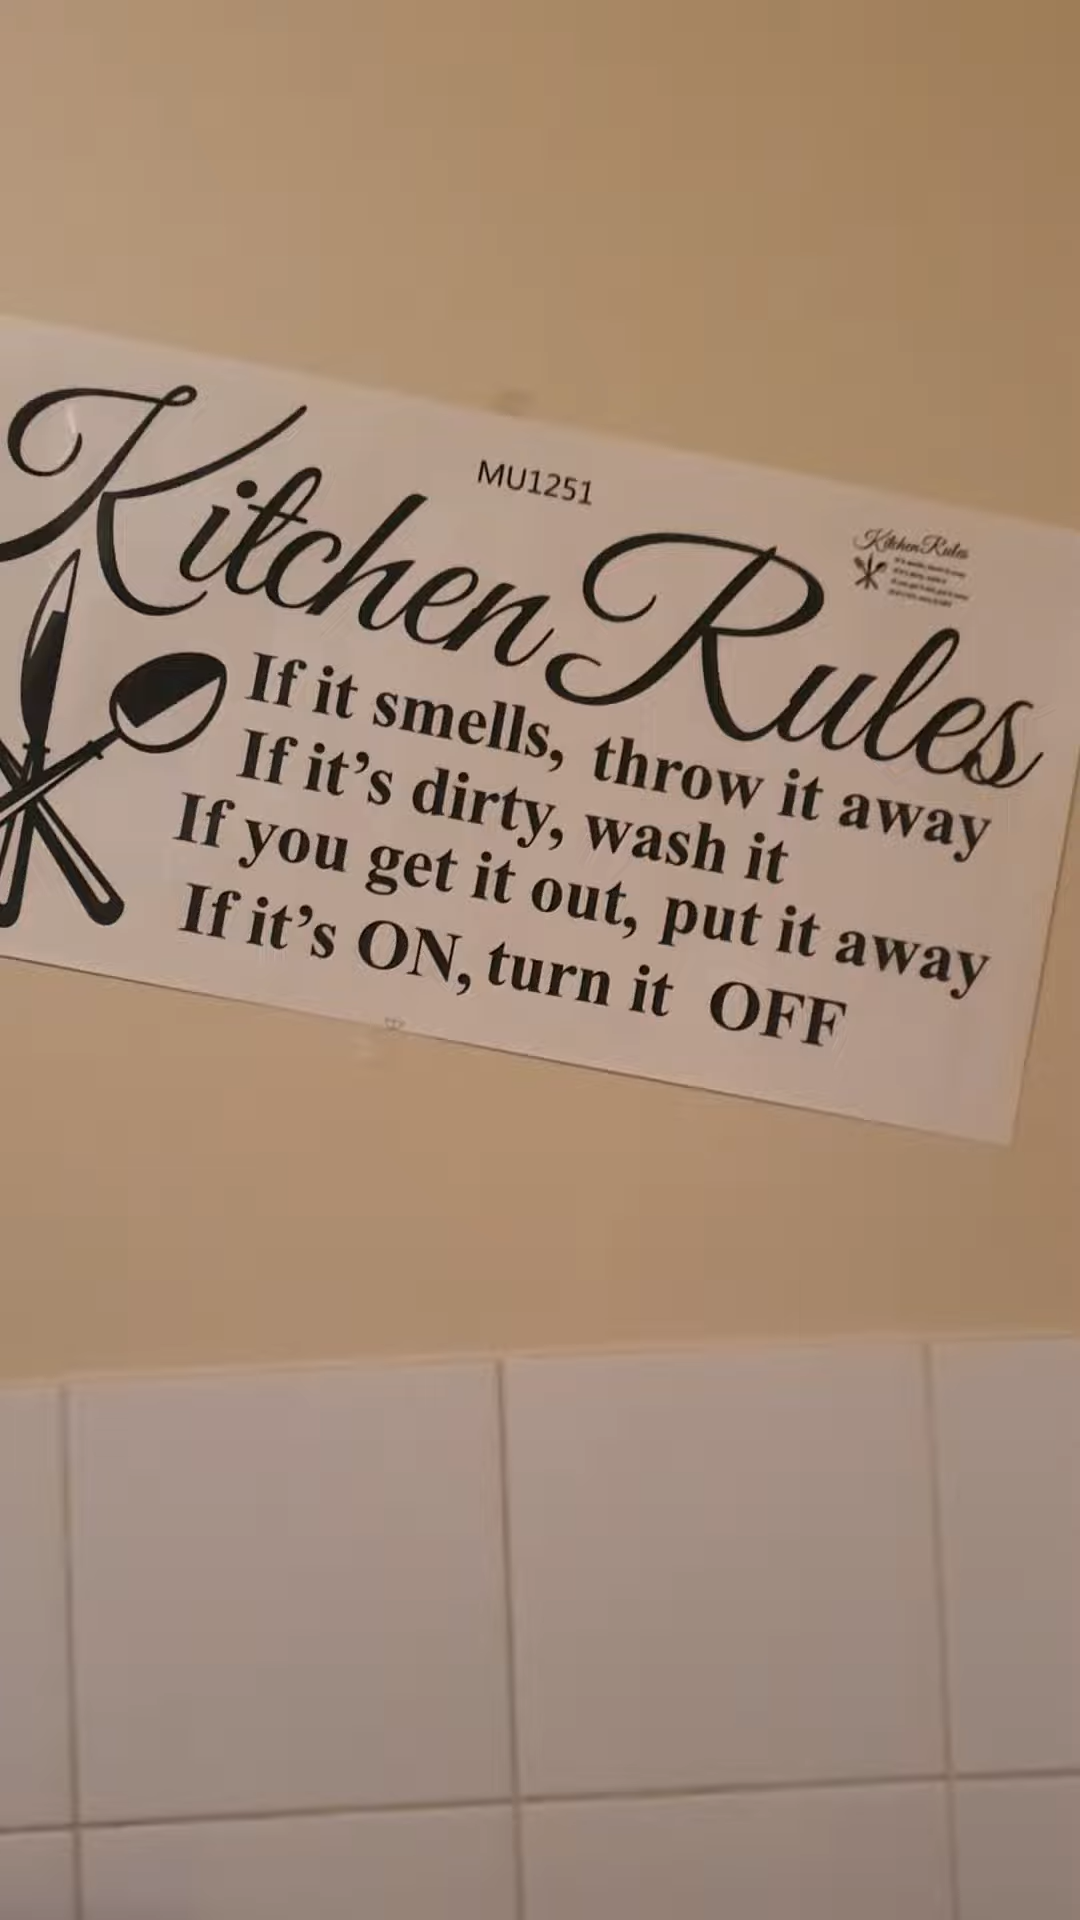 MU1251
Kitchen Rules
Kitchen Rules
If it smells, throw it away
If it’s dirty, wash it
If you get it out, put it away
If it’s ON, turn it OFF